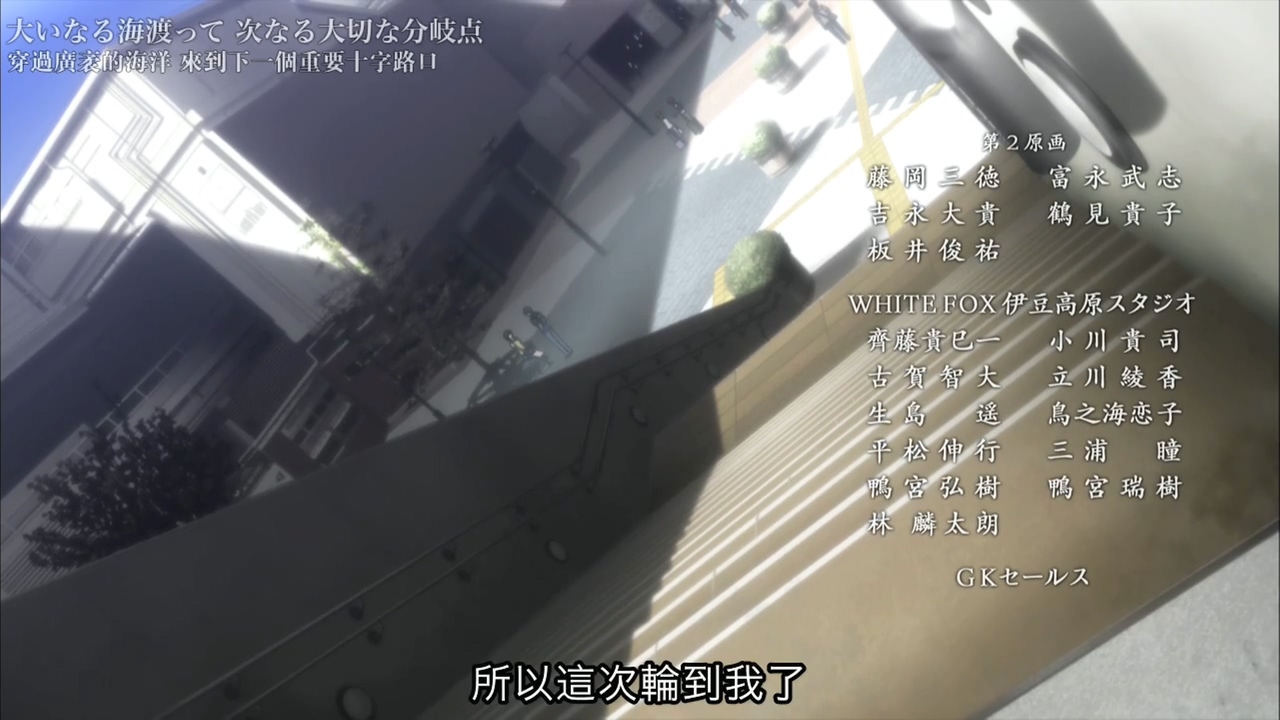 大いなる海渡って 次なる大切な分岐点
穿過廣袤的海洋 來到下一個重要十字路口
第２原画
藤岡三徳 富永武志
吉永大貴 鶴見貴子
板井俊祐
WHITE FOX 伊豆高原スタジオ
齊藤貴巳一 小川貴司
古賀智大 立川綾香
生島 遥 鳥之海恋子
平松伸行 三浦 瞳
鴨宮弘樹 鴨宮瑞樹
林 麟太朗
ＧＫセールス
所以這次輪到我了